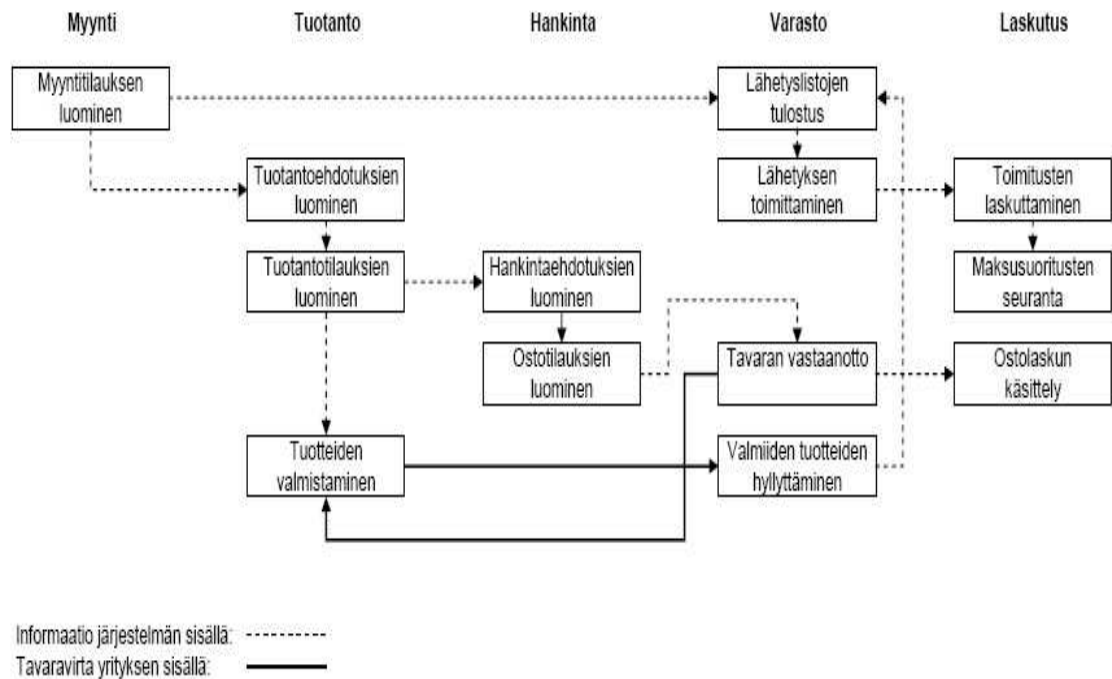 Myynti Tuotanto Hankinta Varasto Laskutus
Myyntitilauksen
luominen
Lähetyslistojen
tulostus
Tuotantoehdotuksien
luominen
Lähetyksen
toimittaminen
Toimitusten
laskuttaminen
Tuotantotilauksien
luominen
Hankintaehdotuksien
luominen
Maksusuoritusten
seuranta
Ostotilauksien
luominen
Tavaran vastaanotto
Ostolaskun
käsittely
Tuotteiden
valmistaminen
Valmiiden tuotteiden
hyllyttäminen
Informaatio järjestelmän sisällä:
Tavaravirta yrityksen sisällä: